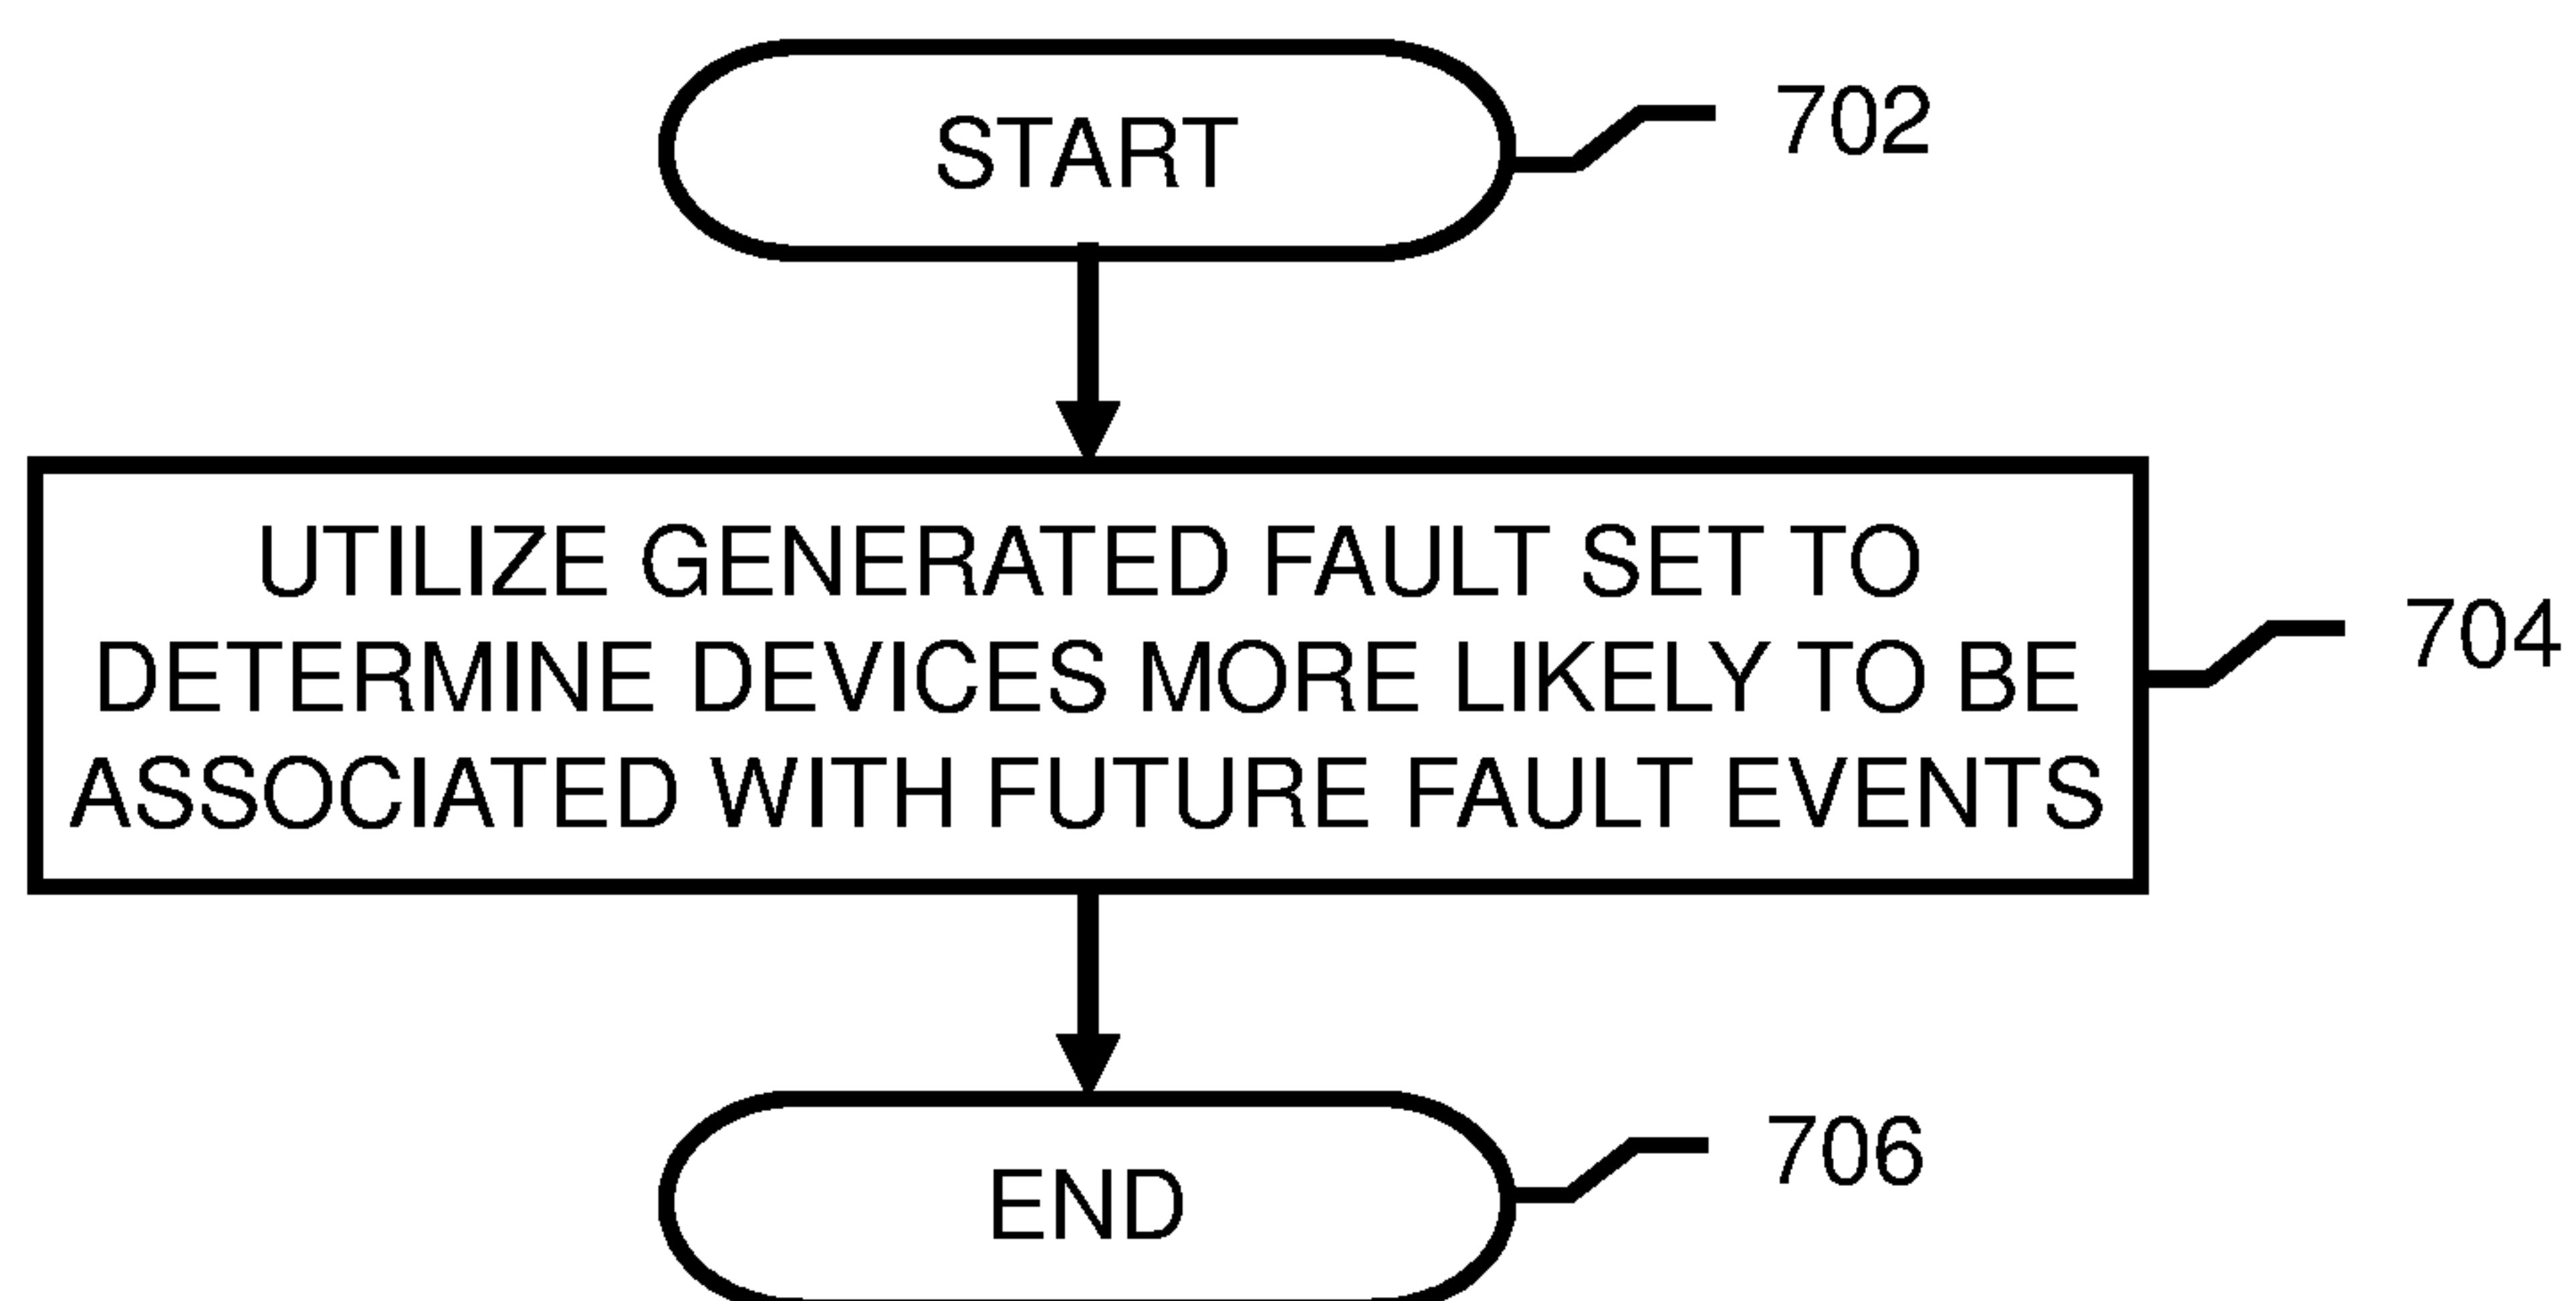 START
702
UTILIZE GENERATED FAULT SET TO
DETERMINE DEVICES MORE LIKELY TO BE
ASSOCIATED WITH FUTURE FAULT EVENTS
704
END
706